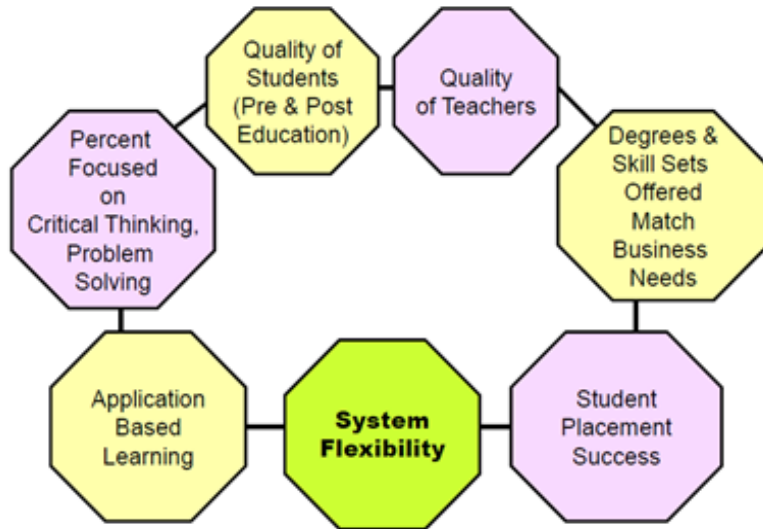 Quality of
Students
(Pre & Post
Education)
Quality
of Teachers
Percent
Focused
on
Critical Thinking,
Problem
Solving
Degrees &
Skill Sets
Offered
Match
Business
Needs
Application
Based
Learning
System
Flexibility
Student
Placement
Success